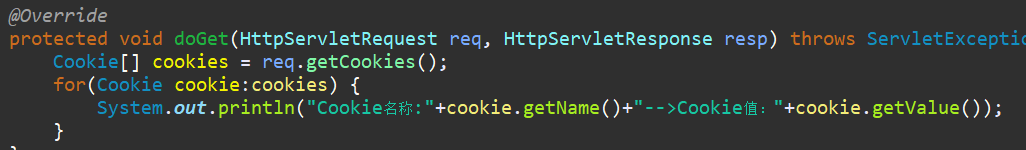 @Override
protected void doGet(HttpServletRequest req, HttpServletResponse resp) throws ServletExceptio
Cookie[] cookies = req.getCookies();
for(Cookie cookie:cookies) {
System.out.println("Cookie名称:"+cookie.getName()+"-->Cookie值："+cookie.getValue());
}